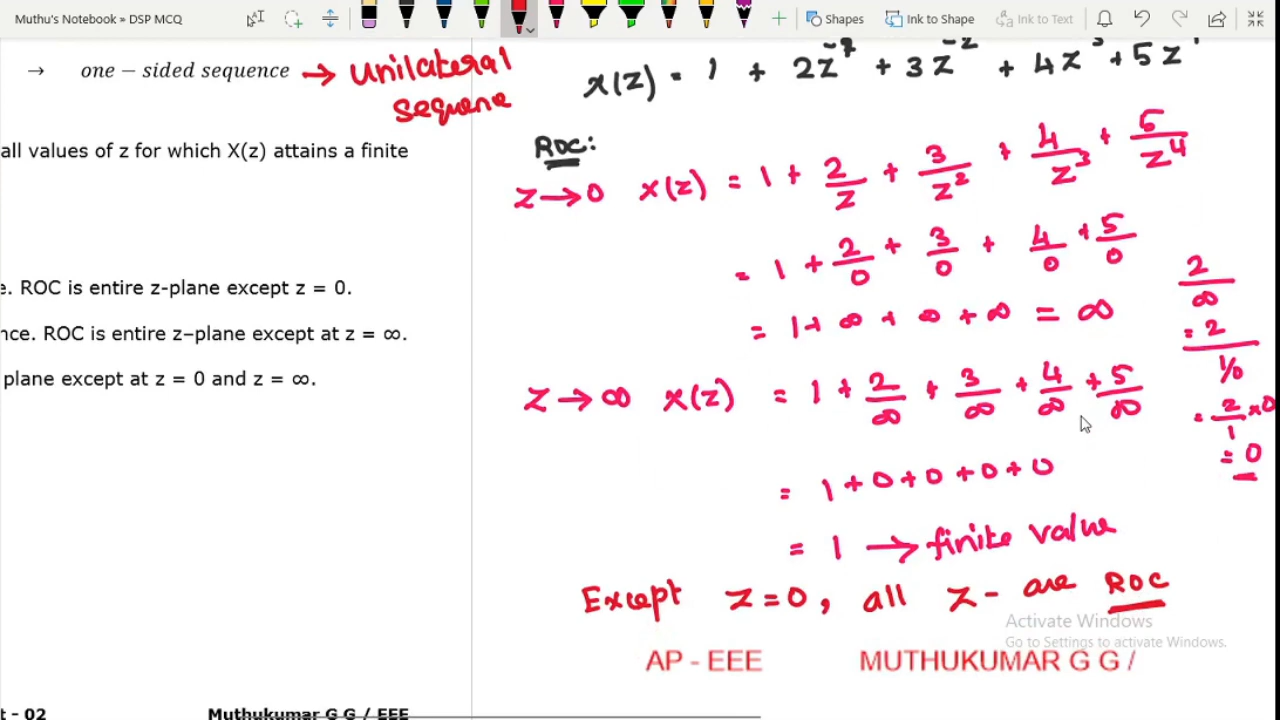 Muthu's Notebook » DSP MCQ
Shapes
Ink to Shape
Ink to Text
→ one − sided sequence → Unilateral
sequence
all values of z for which X(z) attains a finite
e. ROC is entire z-plane except z = 0.
nce. ROC is entire z–plane except at z = ∞.
plane except at z = 0 and z = ∞.
t - 02
Muthukumar G G / EEE
x(z) = 1 + 2z⁻¹ + 3z⁻² + 4z⁻³ + 5z⁻⁴
ROC:
z→0 x(z) = 1 + 2/z + 3/z² + 4/z³ + 5/z⁴
= 1 + 2/0 + 3/0 + 4/0 + 5/0
= 1+ ∞ + ∞ + ∞ = ∞
z→∞ x(z) = 1 + 2/∞ + 3/∞ + 4/∞ + 5/∞
= 1+0+0+0+0
= 1 → finite value
Except z=0, all z- are ROC
2/∞
= 2/(1/0)
= 2/1 x0
= 0
Activate Windows
Go to Settings to activate Windows.
AP - EEE
MUTHUKUMAR G G /